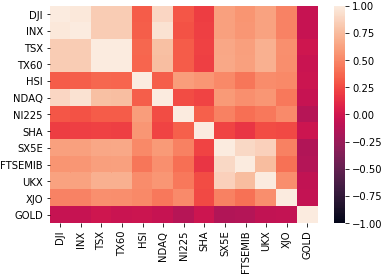 DJI
INX
TSX
TX60
HSI
NDAQ
NI225
SHA
SX5E
FTSEMIB
UKX
XJO
GOLD
DJI
INX
TSX
TX60
HSI
NDAQ
NI225
SHA
SX5E
FTSEMIB
UKX
XJO
GOLD
1.00
0.75
0.50
0.25
0.00
−0.25
−0.50
−0.75
−1.00